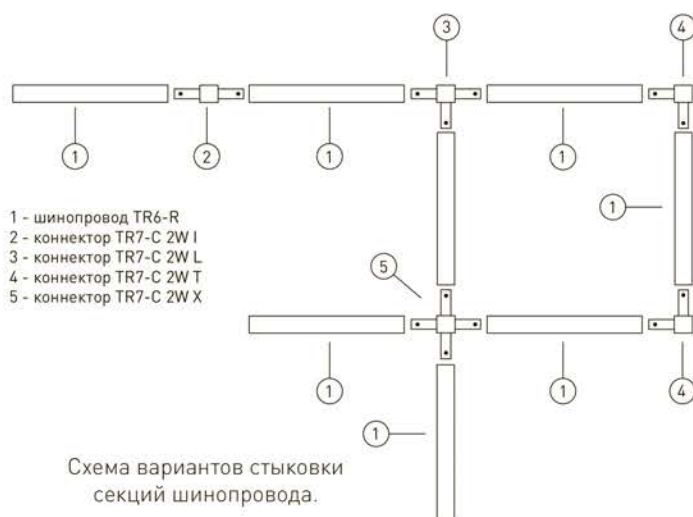 3
4
1
2
1
1
1 - шинопровод TR6-R
2 - коннектор TR7-C 2W I
3 - коннектор TR7-C 2W L
4 - коннектор TR7-C 2W T
5 - коннектор TR7-C 2W X
1
5
1
1
4
1
Схема вариантов стыковки
секций шинопровода.